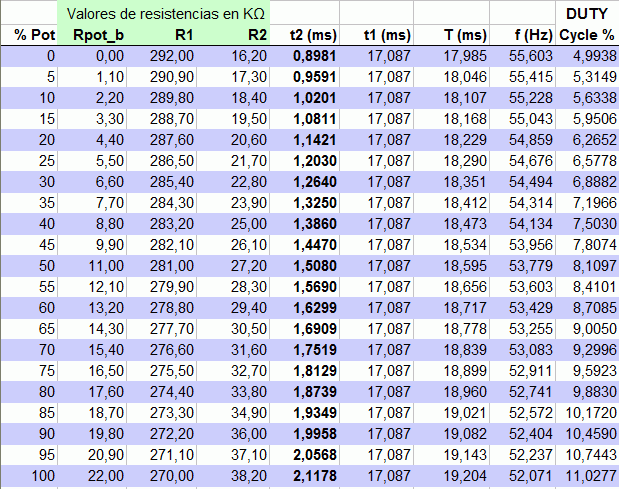 Valores de resistencias en KΩ DUTY
% Pot Rpot_b R1 R2 t2 (ms) t1 (ms) T (ms) f (Hz) Cycle %
0 0,00 292,00 16,20 0,8981 17,087 17,985 55,603 4,9938
5 1,10 290,90 17,30 0,9591 17,087 18,046 55,415 5,3149
10 2,20 289,80 18,40 1,0201 17,087 18,107 55,228 5,6338
15 3,30 288,70 19,50 1,0811 17,087 18,168 55,043 5,9506
20 4,40 287,60 20,60 1,1421 17,087 18,229 54,859 6,2652
25 5,50 286,50 21,70 1,2030 17,087 18,290 54,676 6,5778
30 6,60 285,40 22,80 1,2640 17,087 18,351 54,494 6,8882
35 7,70 284,30 23,90 1,3250 17,087 18,412 54,314 7,1966
40 8,80 283,20 25,00 1,3860 17,087 18,473 54,134 7,5030
45 9,90 282,10 26,10 1,4470 17,087 18,534 53,956 7,8074
50 11,00 281,00 27,20 1,5080 17,087 18,595 53,779 8,1097
55 12,10 279,90 28,30 1,5690 17,087 18,656 53,603 8,4101
60 13,20 278,80 29,40 1,6299 17,087 18,717 53,429 8,7085
65 14,30 277,70 30,50 1,6909 17,087 18,778 53,255 9,0050
70 15,40 276,60 31,60 1,7519 17,087 18,839 53,083 9,2996
75 16,50 275,50 32,70 1,8129 17,087 18,899 52,911 9,5923
80 17,60 274,40 33,80 1,8739 17,087 18,960 52,741 9,8830
85 18,70 273,30 34,90 1,9349 17,087 19,021 52,572 10,1720
90 19,80 272,20 36,00 1,9958 17,087 19,082 52,404 10,4590
95 20,90 271,10 37,10 2,0568 17,087 19,143 52,237 10,7443
100 22,00 270,00 38,20 2,1178 17,087 19,204 52,071 11,0277